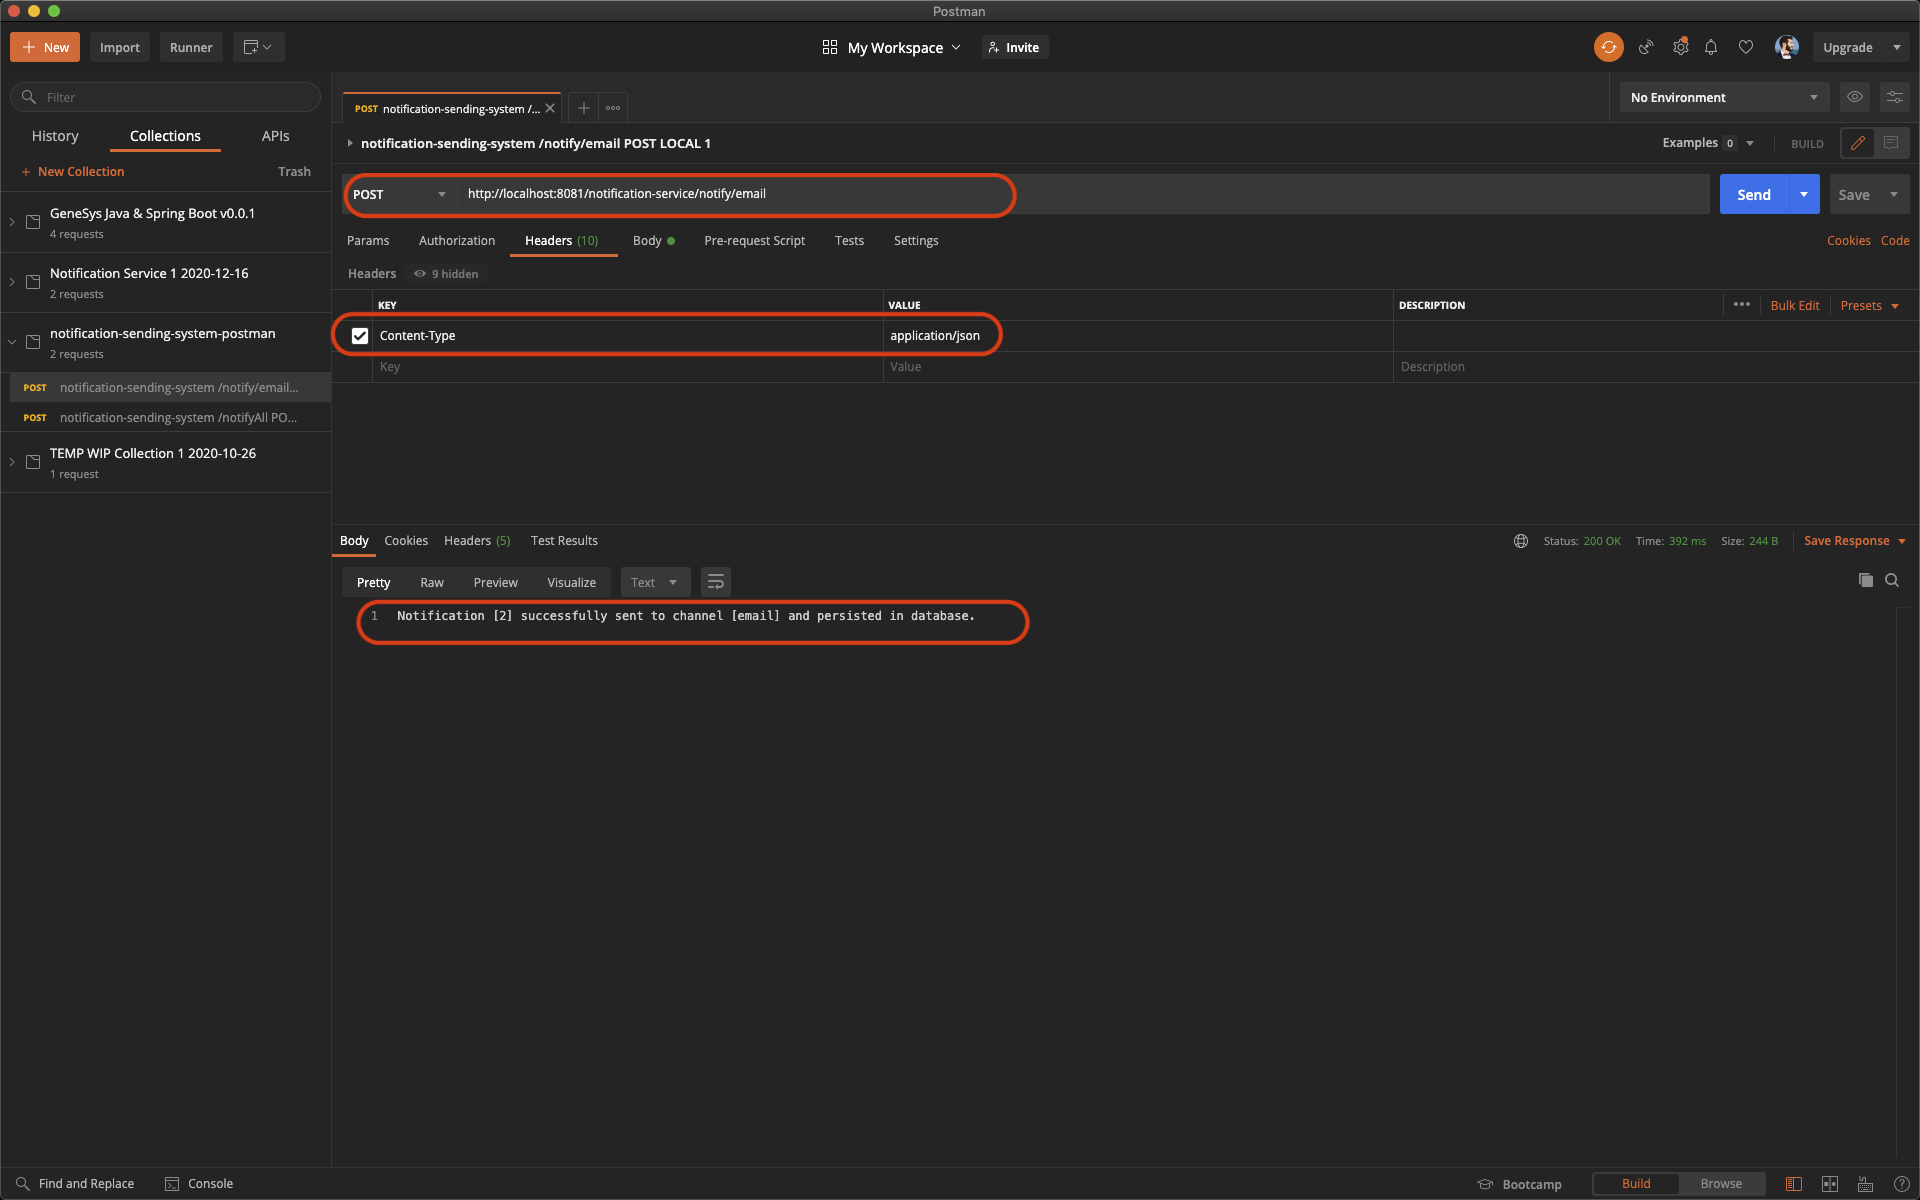 Postman
New
Import
Runner
My Workspace
Invite
Upgrade
Filter
History
Collections
APIs
New Collection
Trash
GeneSys Java & Spring Boot v0.0.1
4 requests
Notification Service 1 2020-12-16
2 requests
notification-sending-system-postman
2 requests
POST notification-sending-system /notify/email...
POST notification-sending-system /notifyAll PO...
TEMP WIP Collection 1 2020-10-26
1 request
POST notification-sending-system /...
No Environment
notification-sending-system /notify/email POST LOCAL 1
Examples 0
BUILD
POST http://localhost:8081/notification-service/notify/email
Send
Save
Params Authorization Headers (10) Body Pre-request Script Tests Settings
Cookies Code
Headers 9 hidden
KEY VALUE DESCRIPTION
Bulk Edit Presets
Content-Type application/json
Key Value Description
Body Cookies Headers (5) Test Results
Status: 200 OK Time: 392 ms Size: 244 B Save Response
Pretty Raw Preview Visualize Text
1 Notification [2] successfully sent to channel [email] and persisted in database.
Find and Replace
Console
Bootcamp
Build
Browse